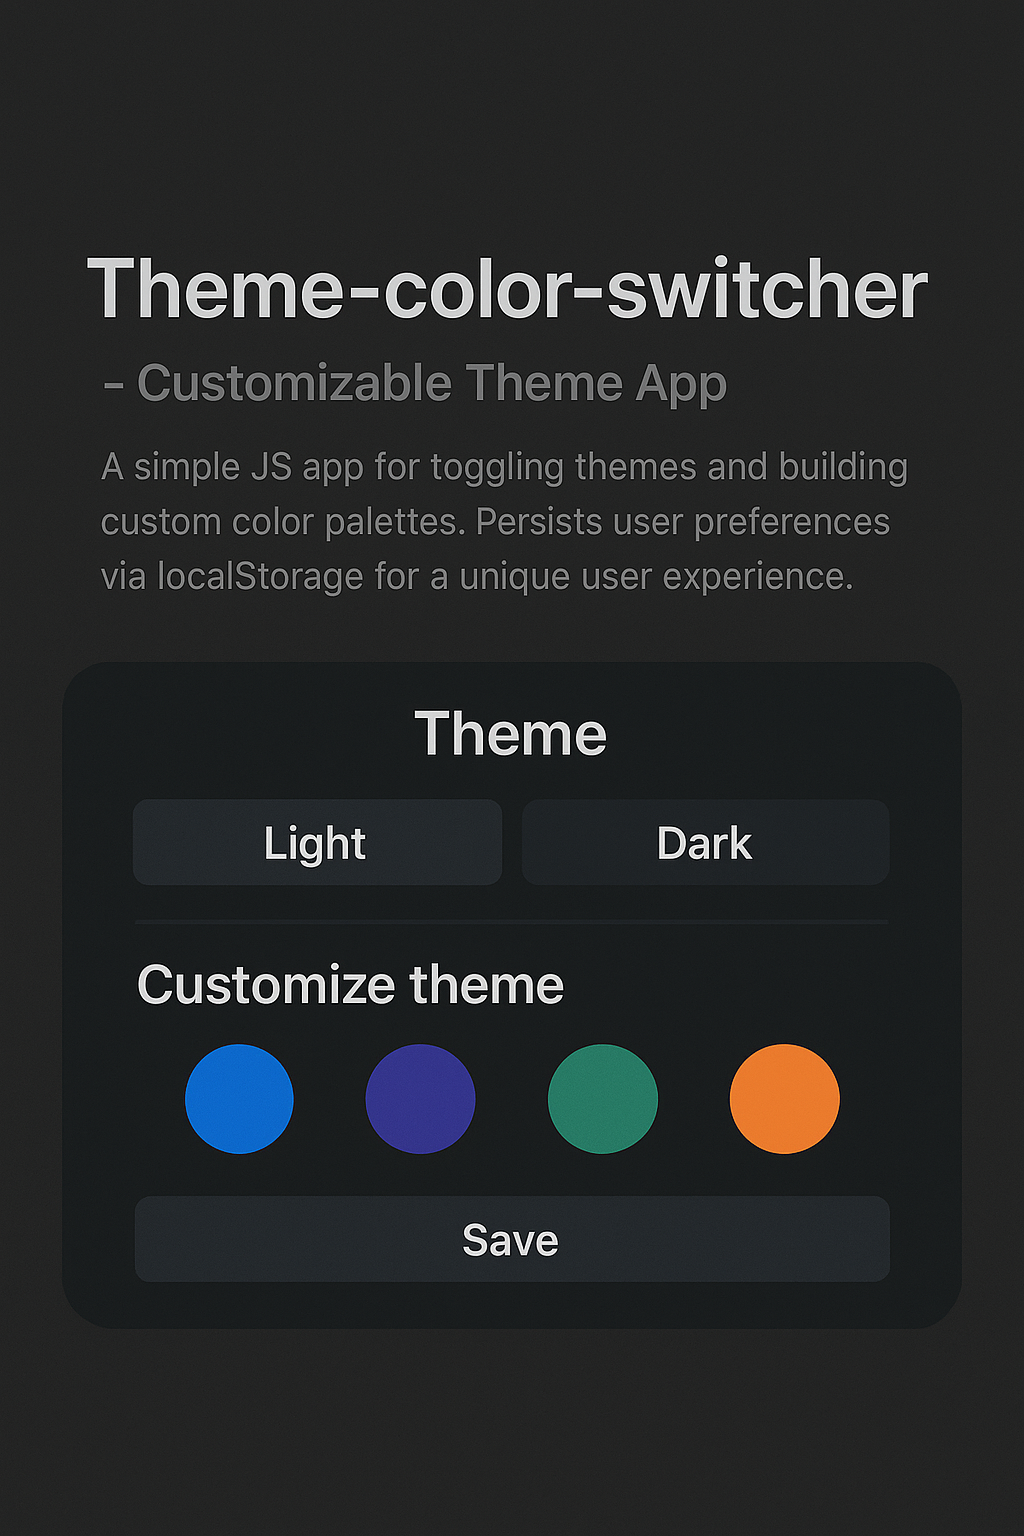 Theme-color-switcher
- Customizable Theme App
A simple JS app for toggling themes and building
custom color palettes. Persists user preferences
via localStorage for a unique user experience.
Theme
Light Dark
Customize theme
Save